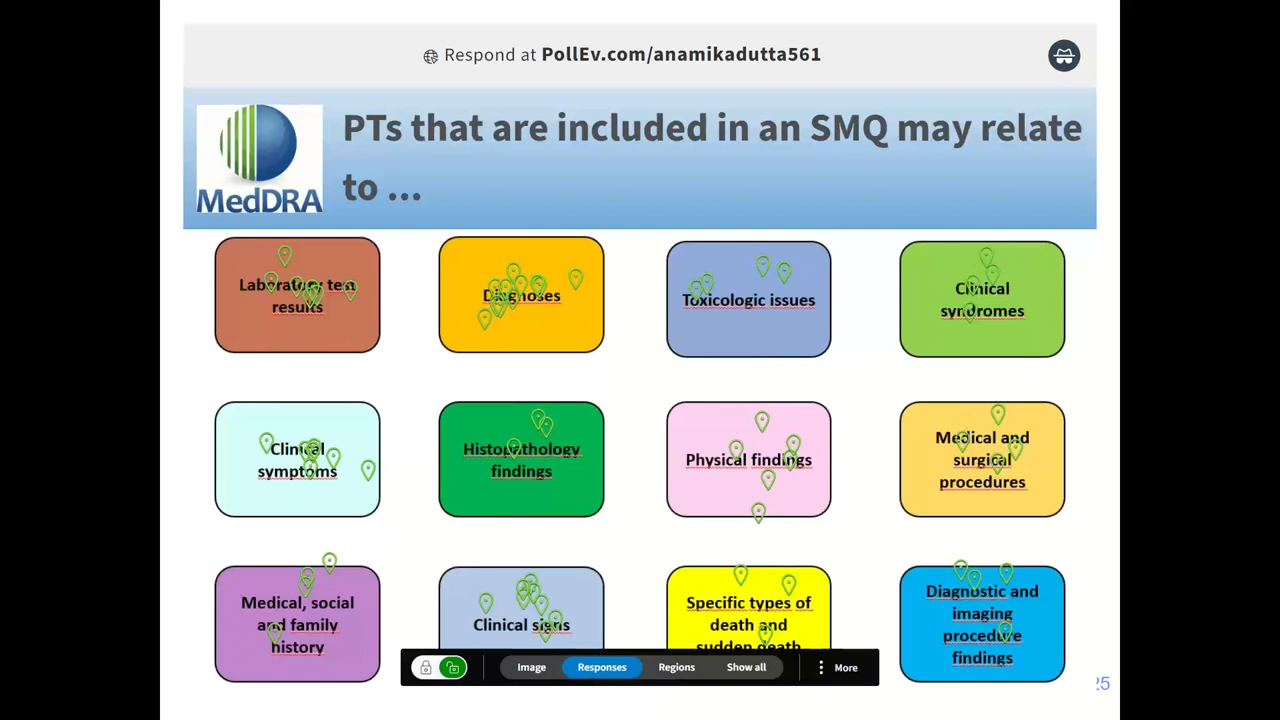 Respond at PollEv.com/anamikadutta561
MedDRA
PTs that are included in an SMQ may relate
to ...
Laboratory test
results
Diagnoses
Toxicologic issues
Clinical
syndromes
Clinical
symptoms
Histopathology
findings
Physical findings
Medical and
surgical
procedures
Medical, social
and family
history
Clinical signs
Specific types of
death and
sudden death
Diagnostic and
imaging
procedure
findings
Image
Responses
Regions
Show all
More
25